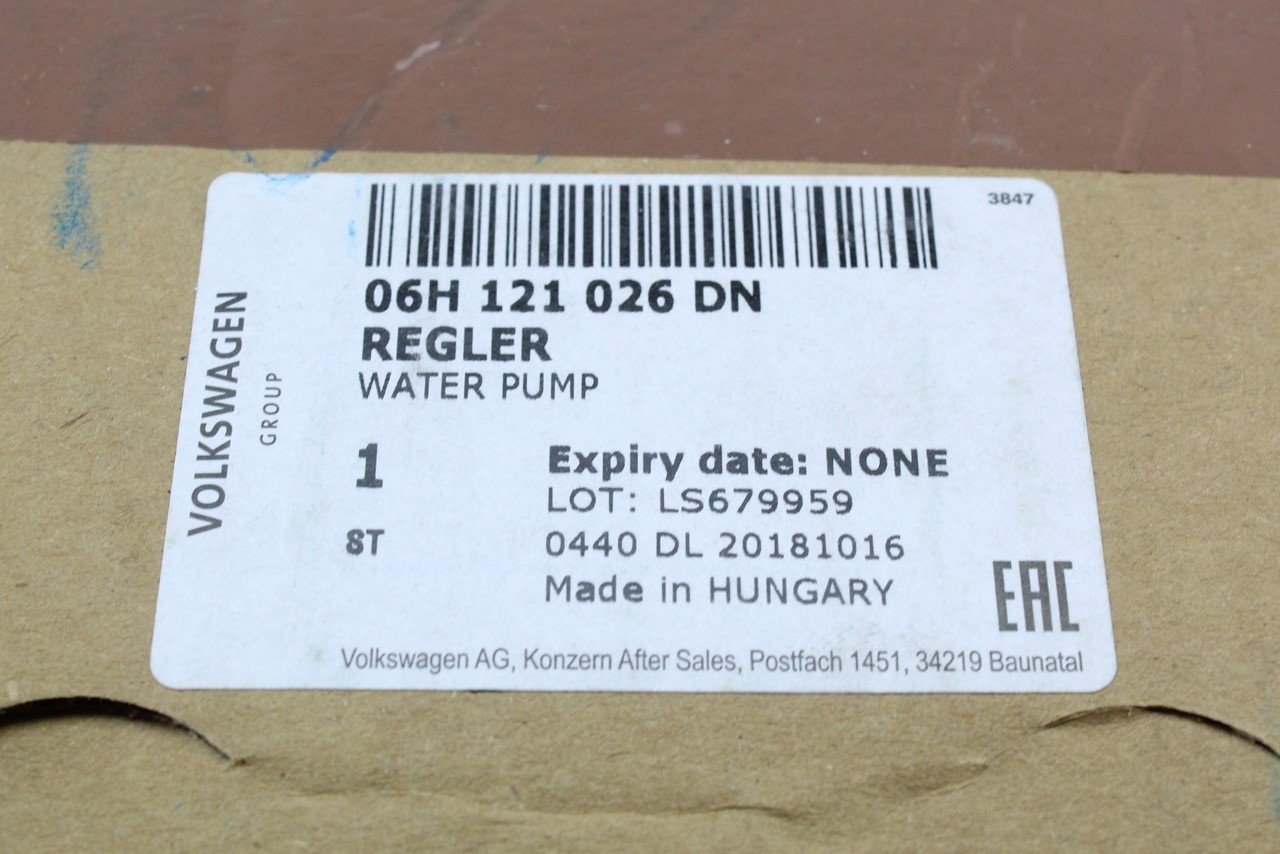 3847
06H 121 026 DN
REGLER
WATER PUMP
VOLKSWAGEN
GROUP
1
ST
Expiry date: NONE
LOT: LS679959
0440 DL 20181016
Made in HUNGARY
EAC
Volkswagen AG, Konzern After Sales, Postfach 1451, 34219 Baunatal